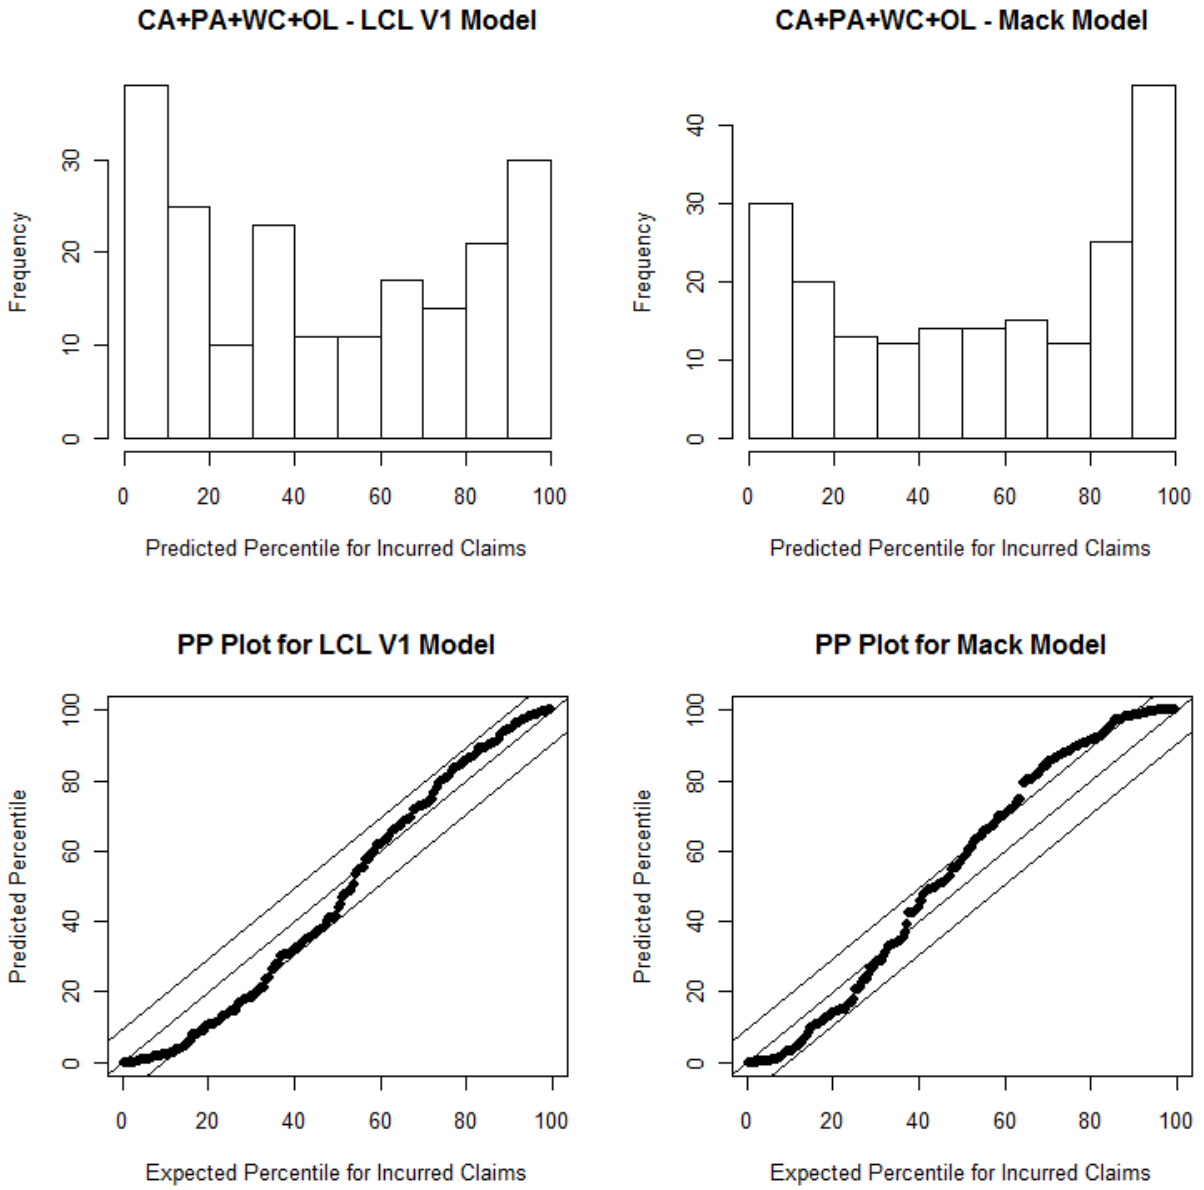 CA+PA+WC+OL - LCL V1 Model
Frequency
0
10
20
30
0 20 40 60 80 100
Predicted Percentile for Incurred Claims
CA+PA+WC+OL - Mack Model
Frequency
0
10
20
30
40
0 20 40 60 80 100
Predicted Percentile for Incurred Claims
PP Plot for LCL V1 Model
Predicted Percentile
0
20
40
60
80
100
0 20 40 60 80 100
Expected Percentile for Incurred Claims
PP Plot for Mack Model
Predicted Percentile
0
20
40
60
80
100
0 20 40 60 80 100
Expected Percentile for Incurred Claims